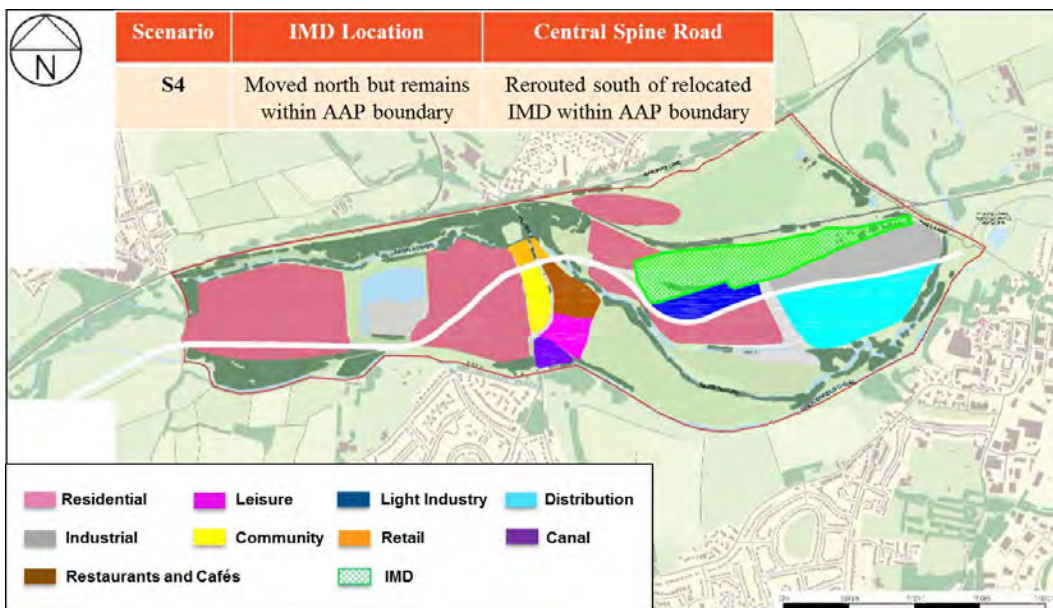 Scenario IMD Location Central Spine Road
S4 Moved north but remains Rerouted south of relocated
within AAP boundary IMD within AAP boundary
N
Residential Leisure Light Industry Distribution
Industrial Community Retail Canal
Restaurants and Cafés IMD